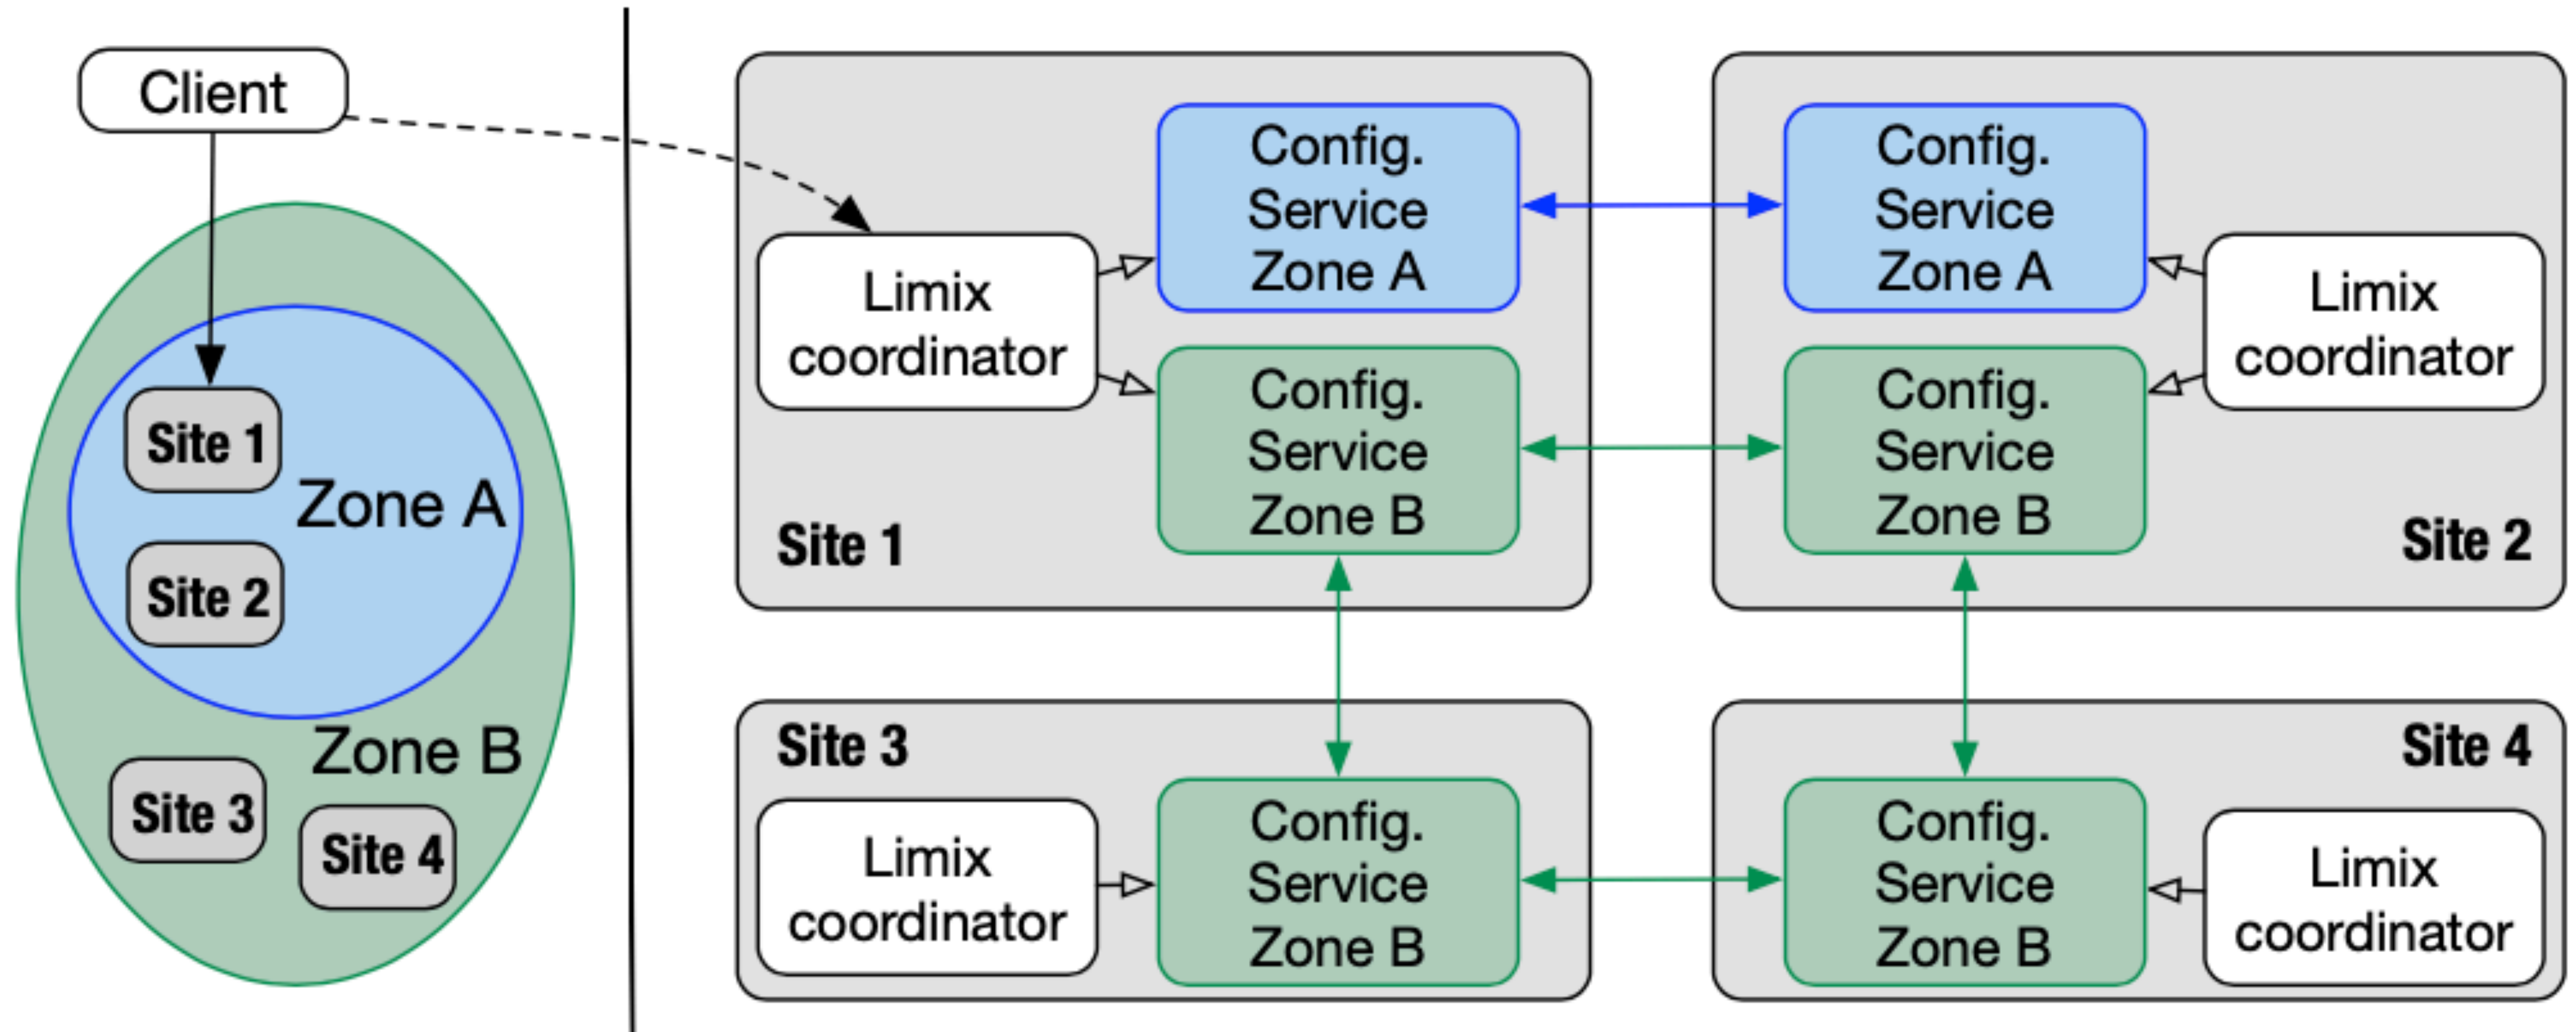 Client
Site 1
Zone A
Site 2
Zone B
Site 3
Site 4
Limix
coordinator
Config.
Service
Zone A
Config.
Service
Zone B
Site 1
Config.
Service
Zone A
Config.
Service
Zone B
Limix
coordinator
Site 2
Site 3
Limix
coordinator
Config.
Service
Zone B
Site 4
Config.
Service
Zone B
Limix
coordinator